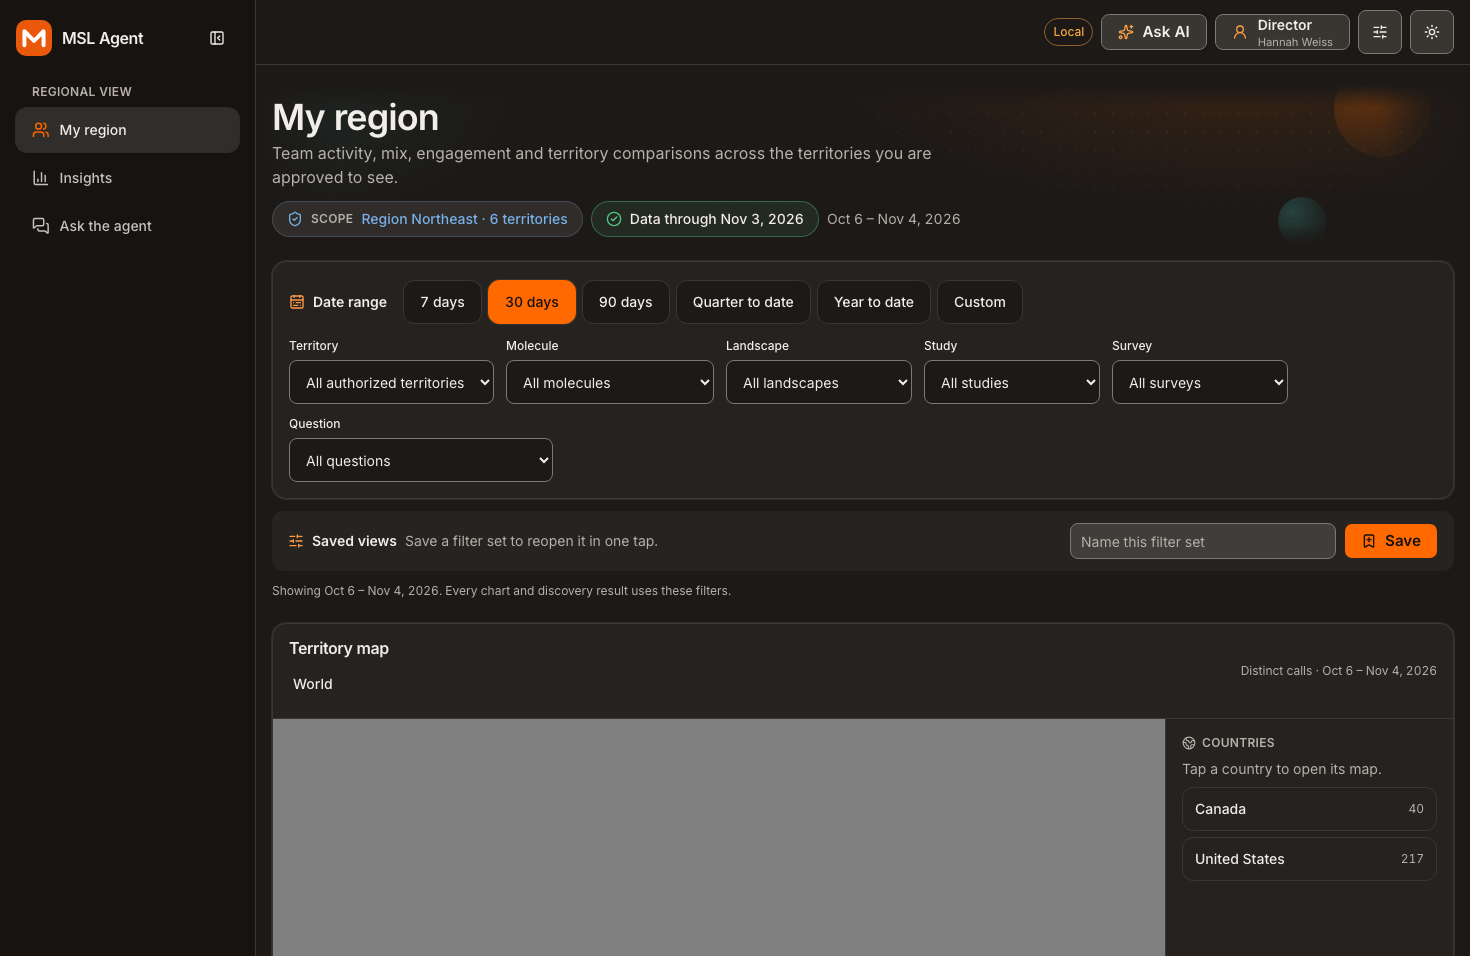 MSL Agent
REGIONAL VIEW
My region
Insights
Ask the agent
Local
Ask AI
Director
Hannah Weiss
My region
Team activity, mix, engagement and territory comparisons across the territories you are
approved to see.
SCOPE Region Northeast · 6 territories
Data through Nov 3, 2026
Oct 6 – Nov 4, 2026
Date range
7 days
30 days
90 days
Quarter to date
Year to date
Custom
Territory
All authorized territories
Molecule
All molecules
Landscape
All landscapes
Study
All studies
Survey
All surveys
Question
All questions
Saved views Save a filter set to reopen it in one tap.
Name this filter set
Save
Showing Oct 6 – Nov 4, 2026. Every chart and discovery result uses these filters.
Territory map
World
Distinct calls · Oct 6 – Nov 4, 2026
COUNTRIES
Tap a country to open its map.
Canada 40
United States 217